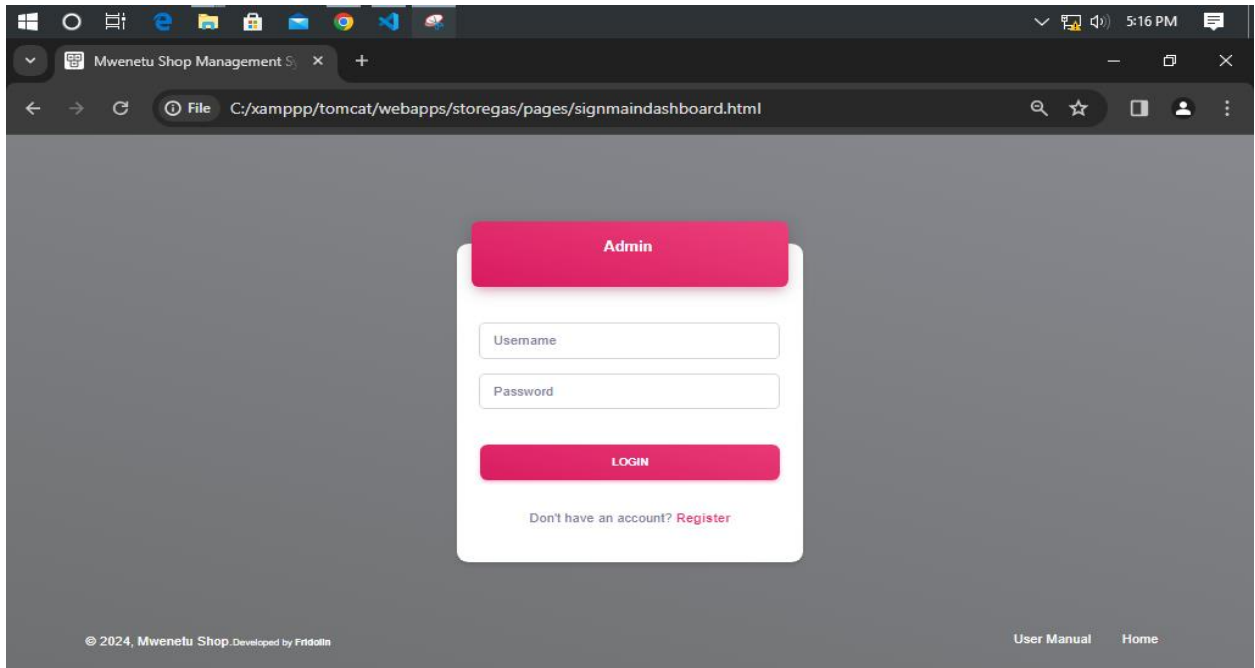 5:16 PM
Mwenetu Shop Management Sy
File C:/xamppp/tomcat/webapps/storegas/pages/signmaindashboard.html
Admin
Username
Password
LOGIN
Don't have an account? Register
© 2024, Mwenetu Shop.Developed by Fridolin
User Manual Home